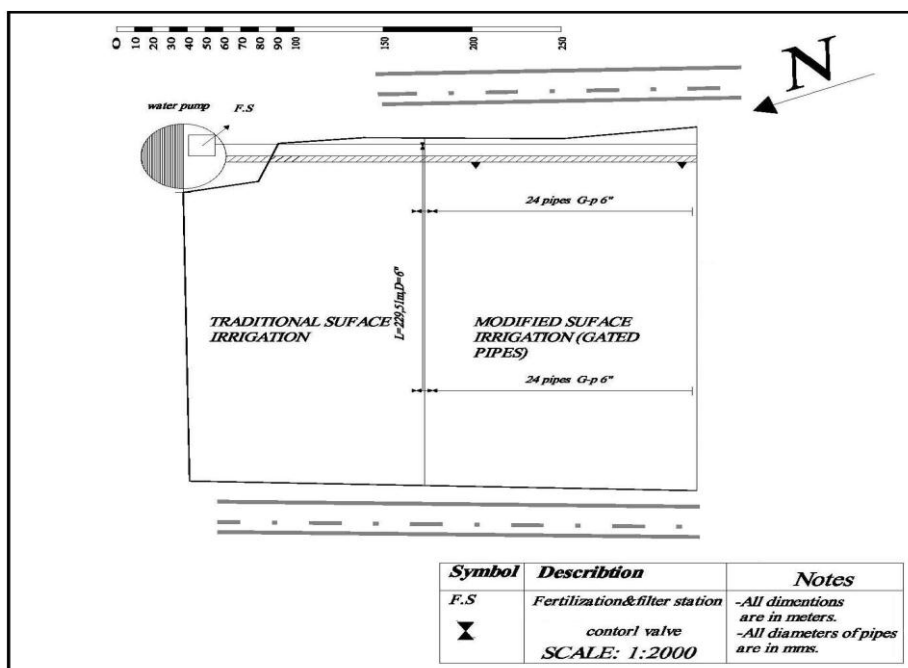 0 10 20 30 40 50 60 70 80 90 100 150 200 250
N
water pump
F.S
24 pipes G-p 6"
L=229,51m,D=6"
TRADITIONAL SUFACE
IRRIGATION
MODIFIED SUFACE
IRRIGATION (GATED
PIPES)
24 pipes G-p 6"
Symbol Describtion Notes
F.S Fertilization&filter station -All dimentions
are in meters.
contorl valve -All diameters of pipes
SCALE: 1:2000 are in mms.